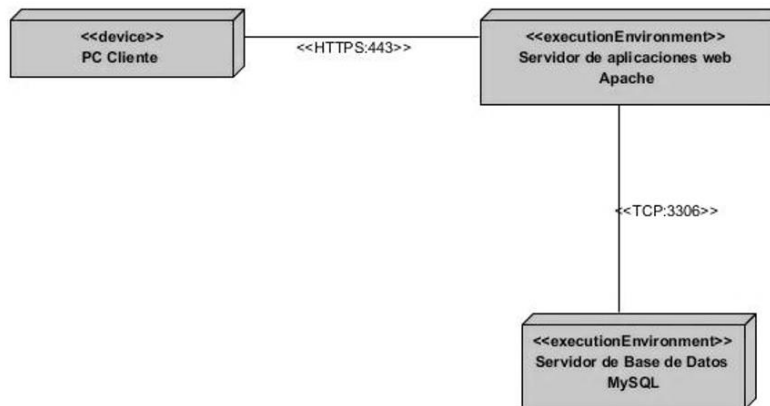 <<device>>
PC Cliente
<<HTTPS:443>>
<<executionEnvironment>>
Servidor de aplicaciones web
Apache
<<TCP:3306>>
<<executionEnvironment>>
Servidor de Base de Datos
MySQL